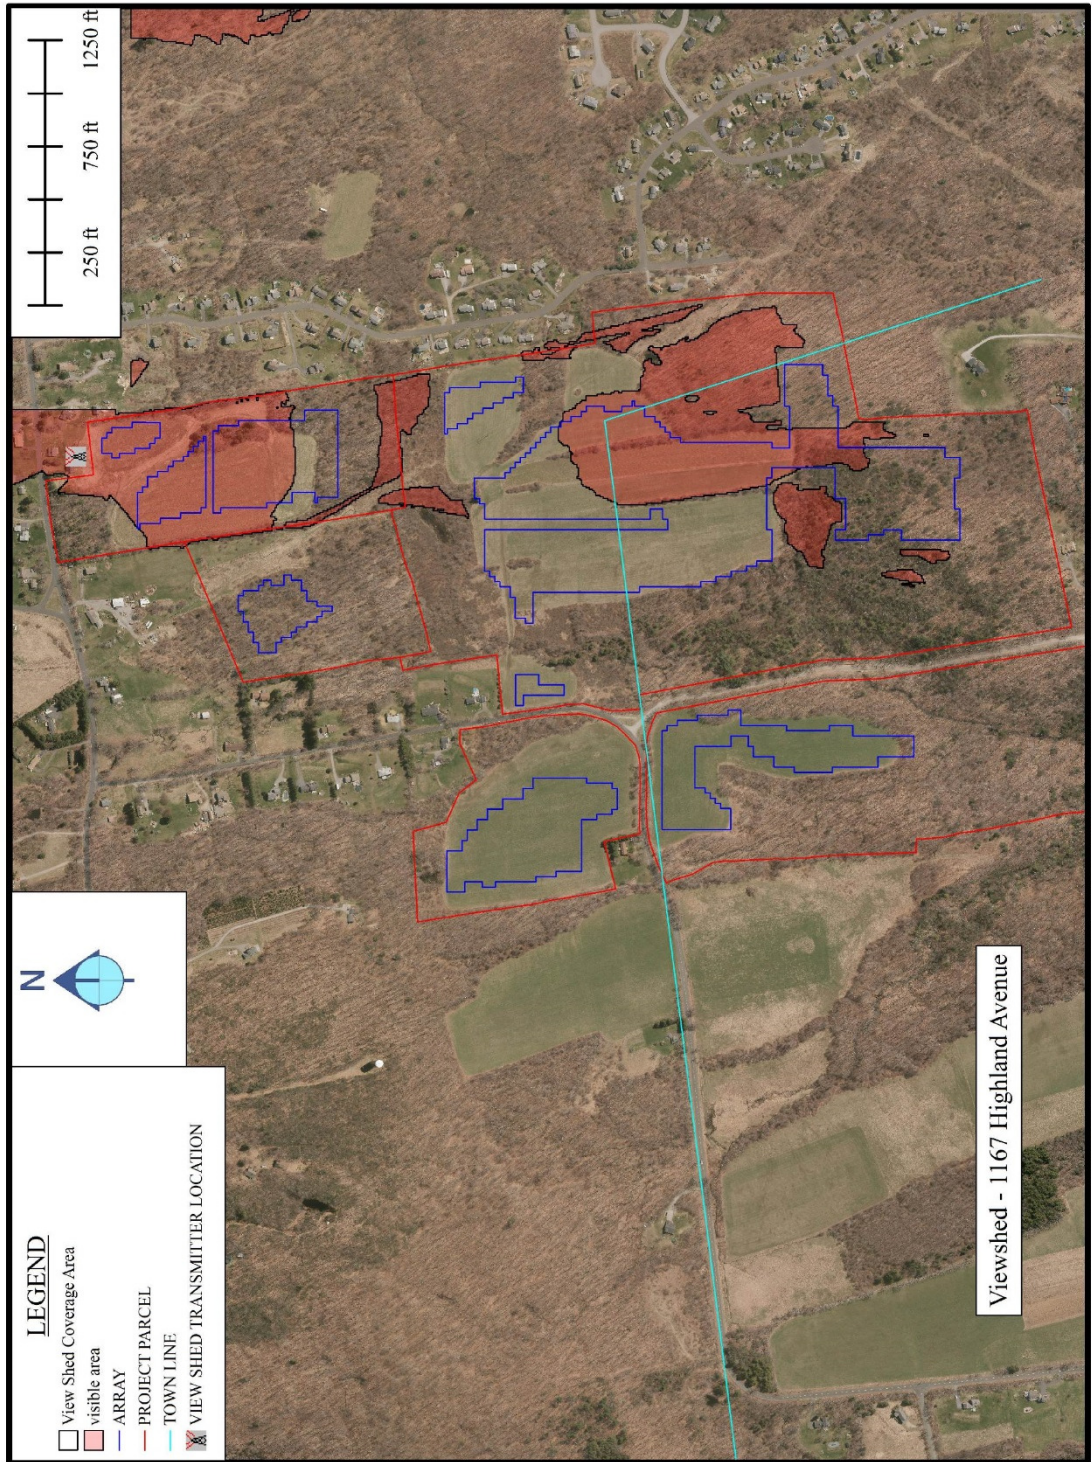 LEGEND
View Shed Coverage Area
visible area
ARRAY
PROJECT PARCEL
TOWN LINE
VIEW SHED TRANSMITTER LOCATION
N
250 ft 750 ft 1250 ft
Viewshed - 1167 Highland Avenue